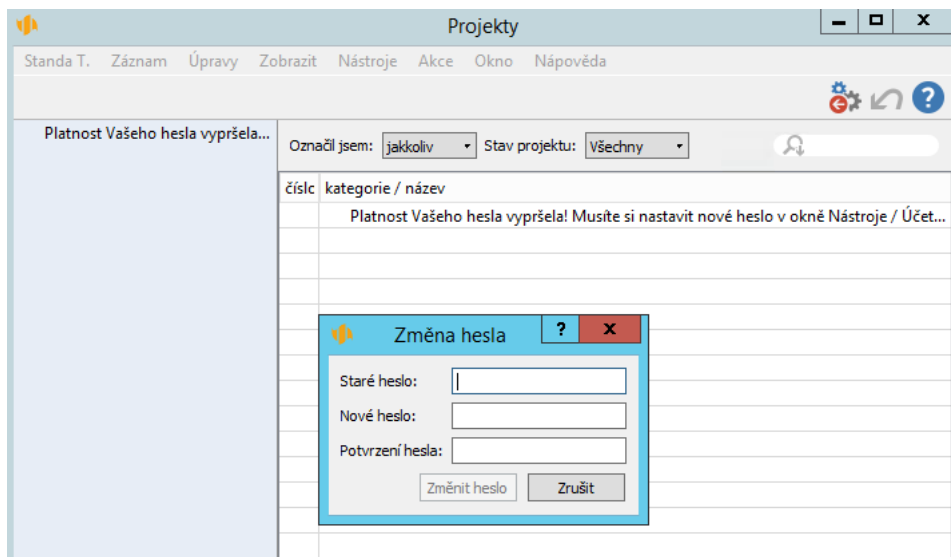 Projekty
Standa T. Záznam Úpravy Zobrazit Nástroje Akce Okno Nápověda
Platnost Vašeho hesla vypršela...
Označil jsem: jakkoliv Stav projektu: Všechny
číslc kategorie / název
Platnost Vašeho hesla vypršela! Musíte si nastavit nové heslo v okně Nástroje / Účet...
Změna hesla
Staré heslo:
Nové heslo:
Potvrzení hesla:
Změnit heslo Zrušit